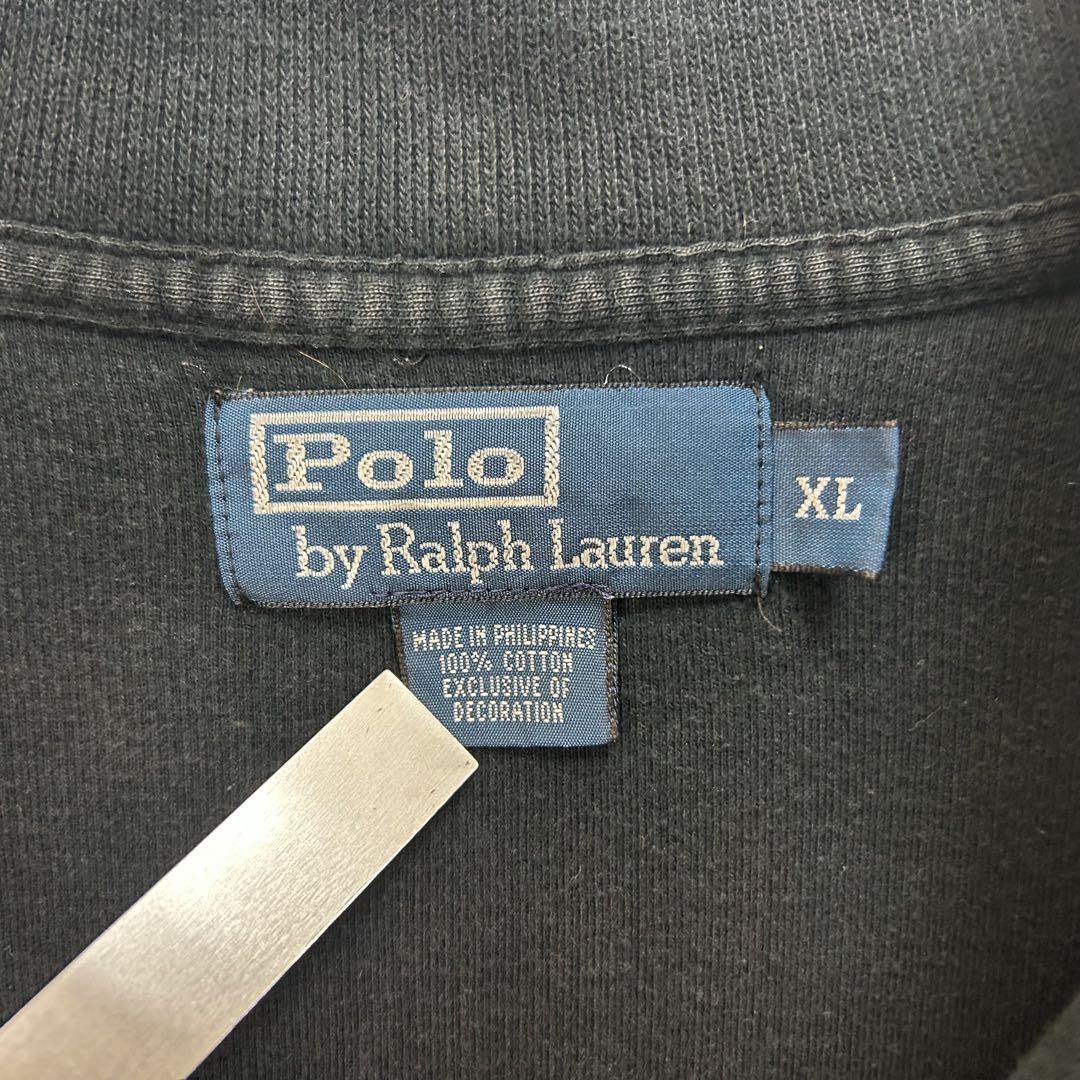 Polo
by Ralph Lauren
XL
MADE IN PHILIPPINES
100% COTTON
EXCLUSIVE OF
DECORATION